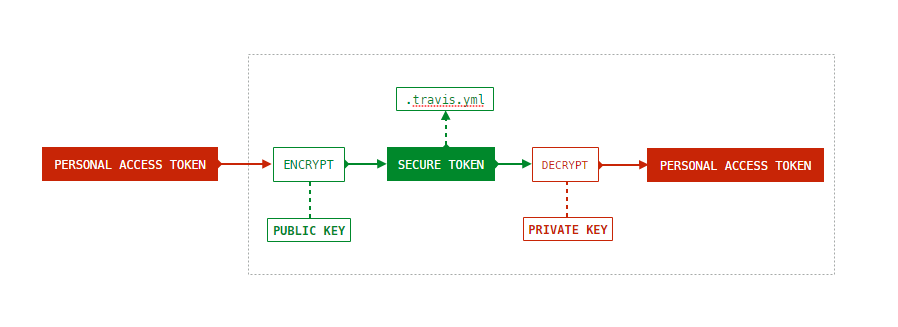 .travis.yml
PERSONAL ACCESS TOKEN
ENCRYPT
SECURE TOKEN
DECRYPT
PERSONAL ACCESS TOKEN
PUBLIC KEY
PRIVATE KEY